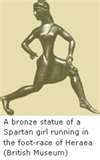 A bronze statue of a
Spartan girl running in
the foot-race of Heraea
(British Museum)